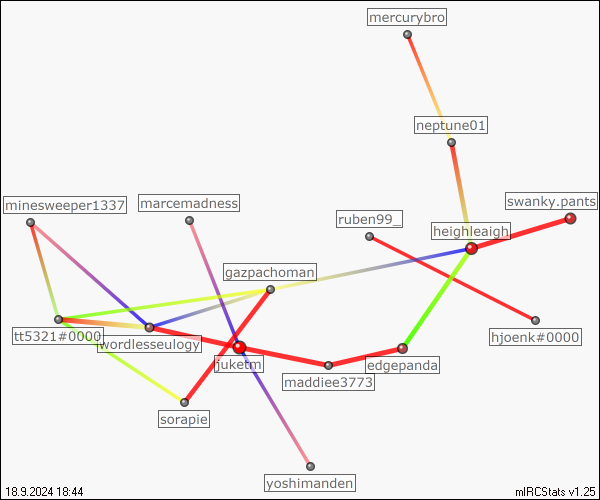 mercurybro
neptune01
swanky.pants
minesweeper1337
marcemadness
ruben99_
heighleaigh
gazpachoman
tt5321#0000
wordlesseulogy
hjoenk#0000
juketm
edgepanda
maddiee3773
sorapie
yoshimanden
18.9.2024 18:44
mIRCStats v1.25